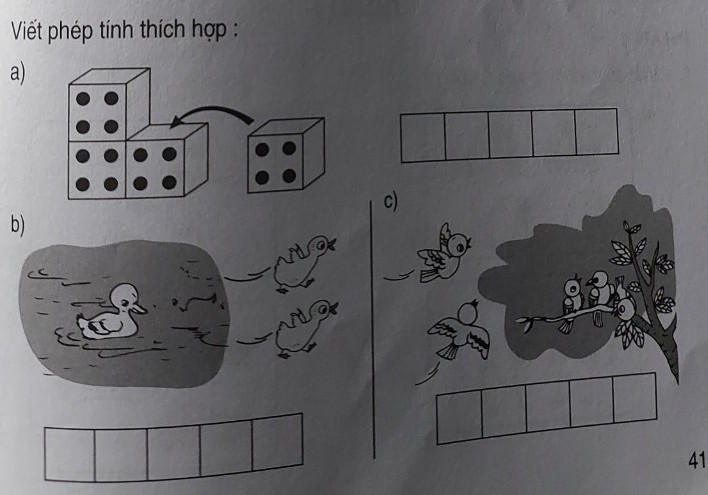 Viết phép tính thích hợp :
a)
b)
c)
41